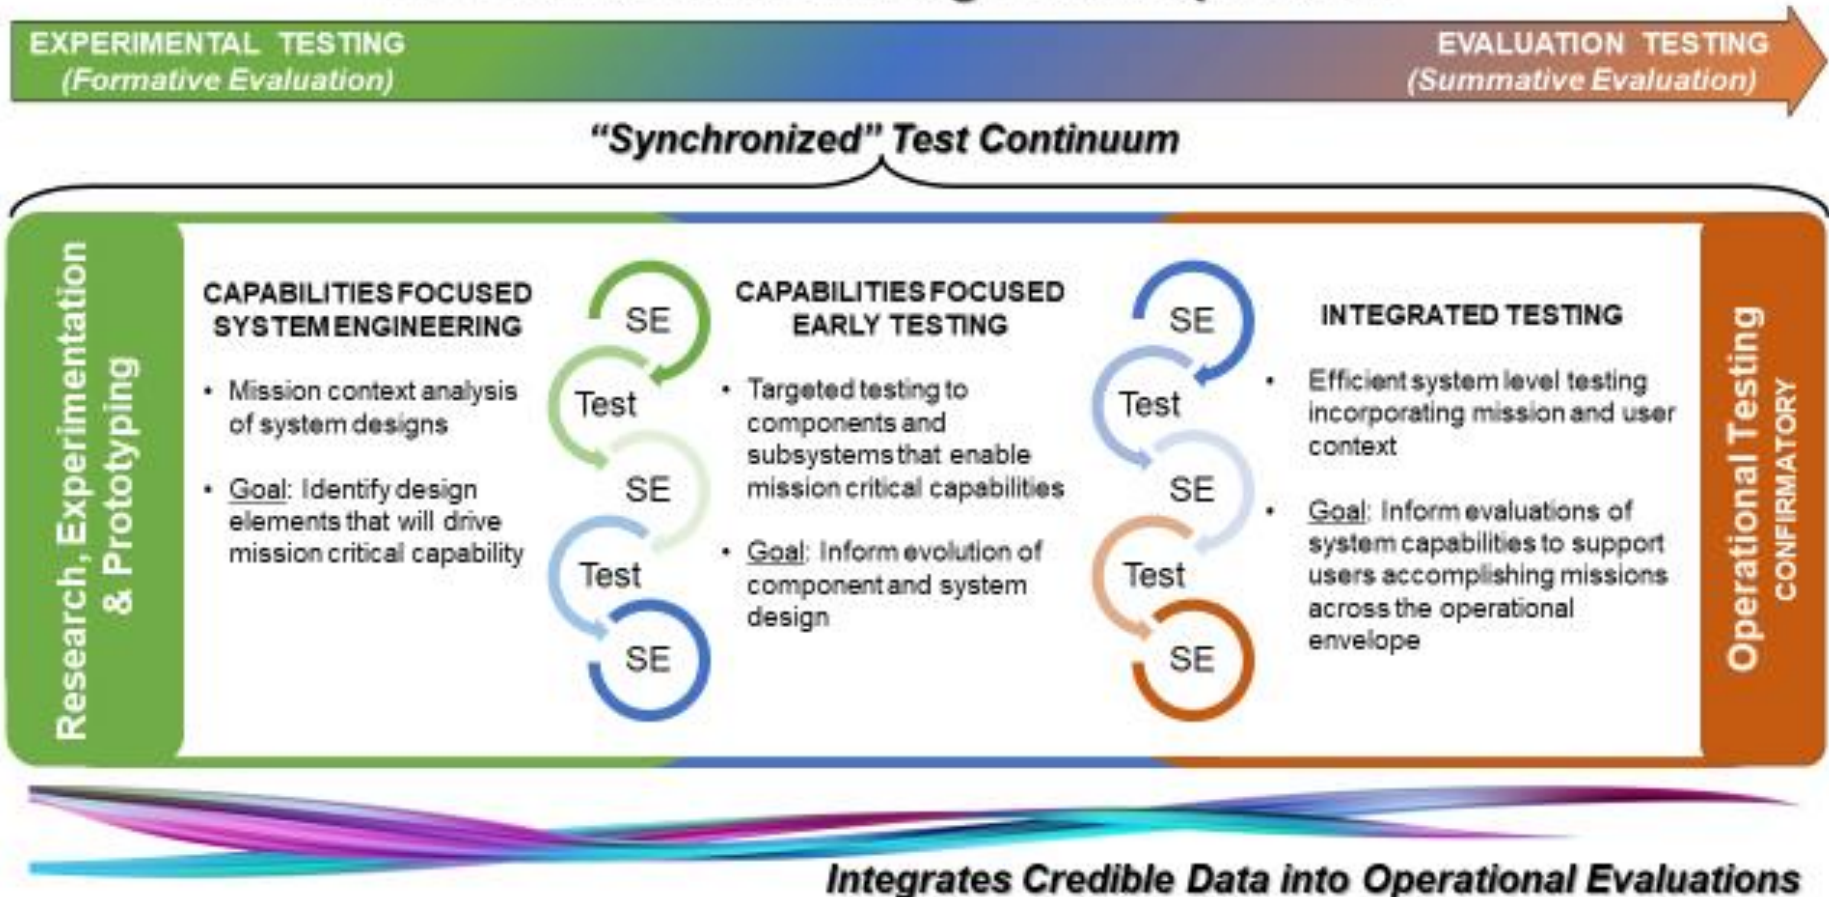 EXPERIMENTAL TESTING
(Formative Evaluation)
EVALUATION TESTING
(Summative Evaluation)
“Synchronized” Test Continuum
Research, Experimentation
& Prototyping
CAPABILITIES FOCUSED
SYSTEM ENGINEERING
• Mission context analysis
of system designs
• Goal: Identify design
elements that will drive
mission critical capability
SE
Test
SE
Test
SE
CAPABILITIES FOCUSED
EARLY TESTING
• Targeted testing to
components and
subsystems that enable
mission critical capabilities
• Goal: Inform evolution of
component and system
design
SE
Test
SE
Test
SE
INTEGRATED TESTING
• Efficient system level testing
incorporating mission and user
context
• Goal: Inform evaluations of
system capabilities to support
users accomplishing missions
across the operational
envelope
Operational Testing
CONFIRMATORY
Integrates Credible Data into Operational Evaluations